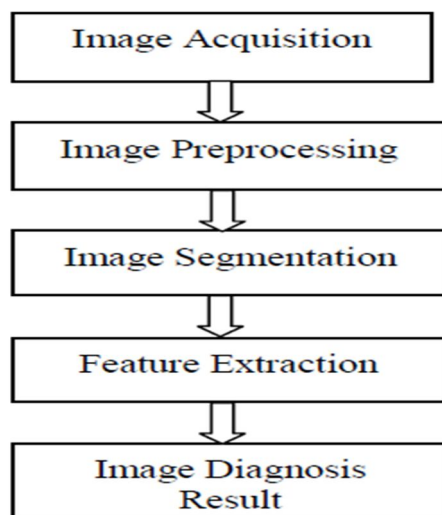 Image Acquisition
Image Preprocessing
Image Segmentation
Feature Extraction
Image Diagnosis
Result